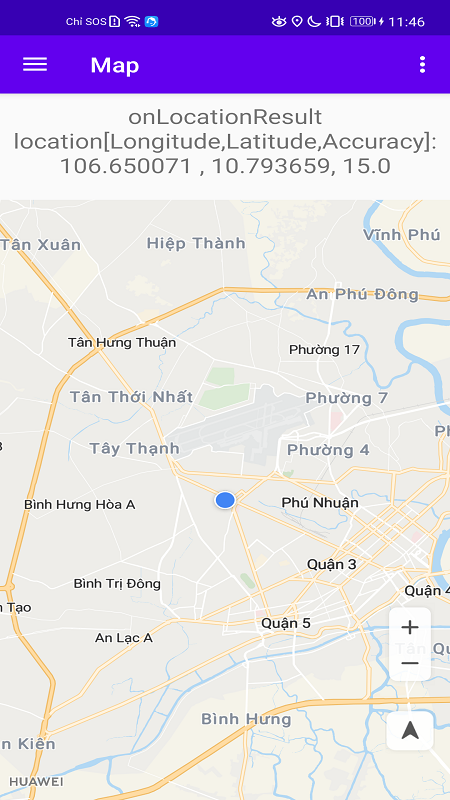 Chỉ SOS 100 11:46
Map
onLocationResult
location[Longitude,Latitude,Accuracy]:
106.650071 , 10.793659, 15.0
Vĩnh Phú
Tân Xuân
Hiệp Thành
An Phú Đông
Tân Hưng Thuận
Phường 17
Tân Thới Nhất
Phường 7
Tây Thạnh
Phường 4
Bình Hưng Hòa A
Phú Nhuận
Quận 3
Bình Trị Đông
Quận 4
Quận 5
An Lạc A
Bình Hưng
HUAWEI